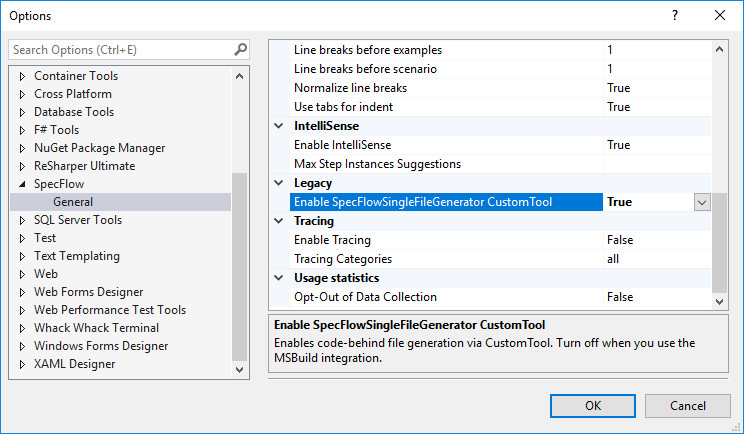 Options
Search Options (Ctrl+E)
Container Tools
Cross Platform
Database Tools
F# Tools
NuGet Package Manager
ReSharper Ultimate
SpecFlow
General
SQL Server Tools
Test
Text Templating
Web
Web Forms Designer
Web Performance Test Tools
Whack Whack Terminal
Windows Forms Designer
XAML Designer
Line breaks before examples 1
Line breaks before scenario 1
Normalize line breaks True
Use tabs for indent True
IntelliSense
Enable IntelliSense True
Max Step Instances Suggestions
Legacy
Enable SpecFlowSingleFileGenerator CustomTool True
Tracing
Enable Tracing False
Tracing Categories all
Usage statistics
Opt-Out of Data Collection False
Enable SpecFlowSingleFileGenerator CustomTool
Enables code-behind file generation via CustomTool. Turn off when you use the
MSBuild integration.
OK Cancel